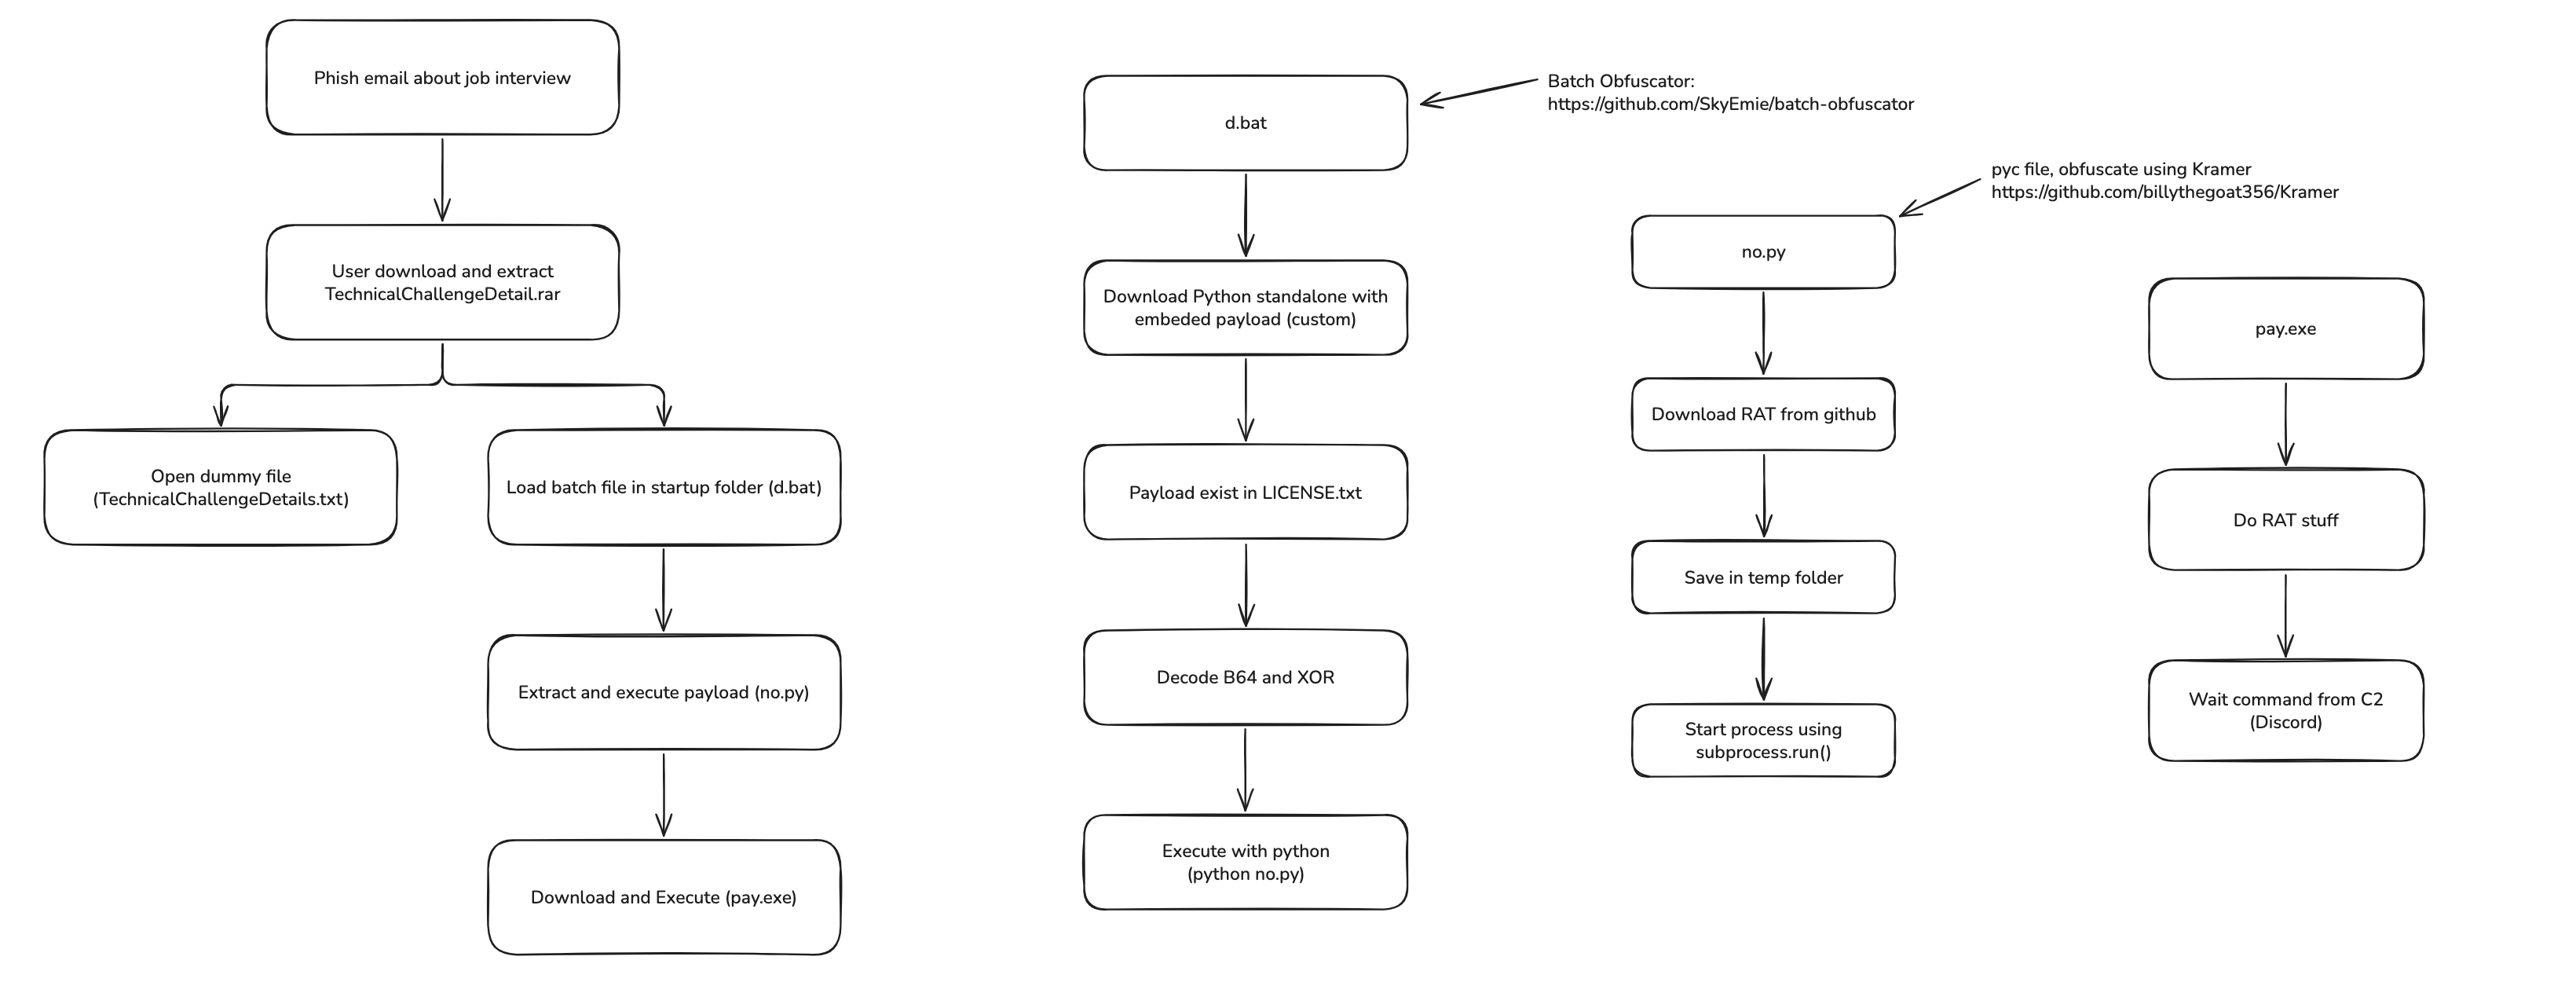 Phish email about job interview
User download and extract
TechnicalChallengeDetail.rar
Open dummy file
(TechnicalChallengeDetails.txt)
Load batch file in startup folder (d.bat)
Extract and execute payload (no.py)
Download and Execute (pay.exe)
d.bat
Batch Obfuscator:
https://github.com/SkyEmie/batch-obfuscator
Download Python standalone with
embeded payload (custom)
Payload exist in LICENSE.txt
Decode B64 and XOR
Execute with python
(python no.py)
pyc file, obfuscate using Kramer
https://github.com/billythegoat356/Kramer
no.py
Download RAT from github
Save in temp folder
Start process using
subprocess.run()
pay.exe
Do RAT stuff
Wait command from C2
(Discord)